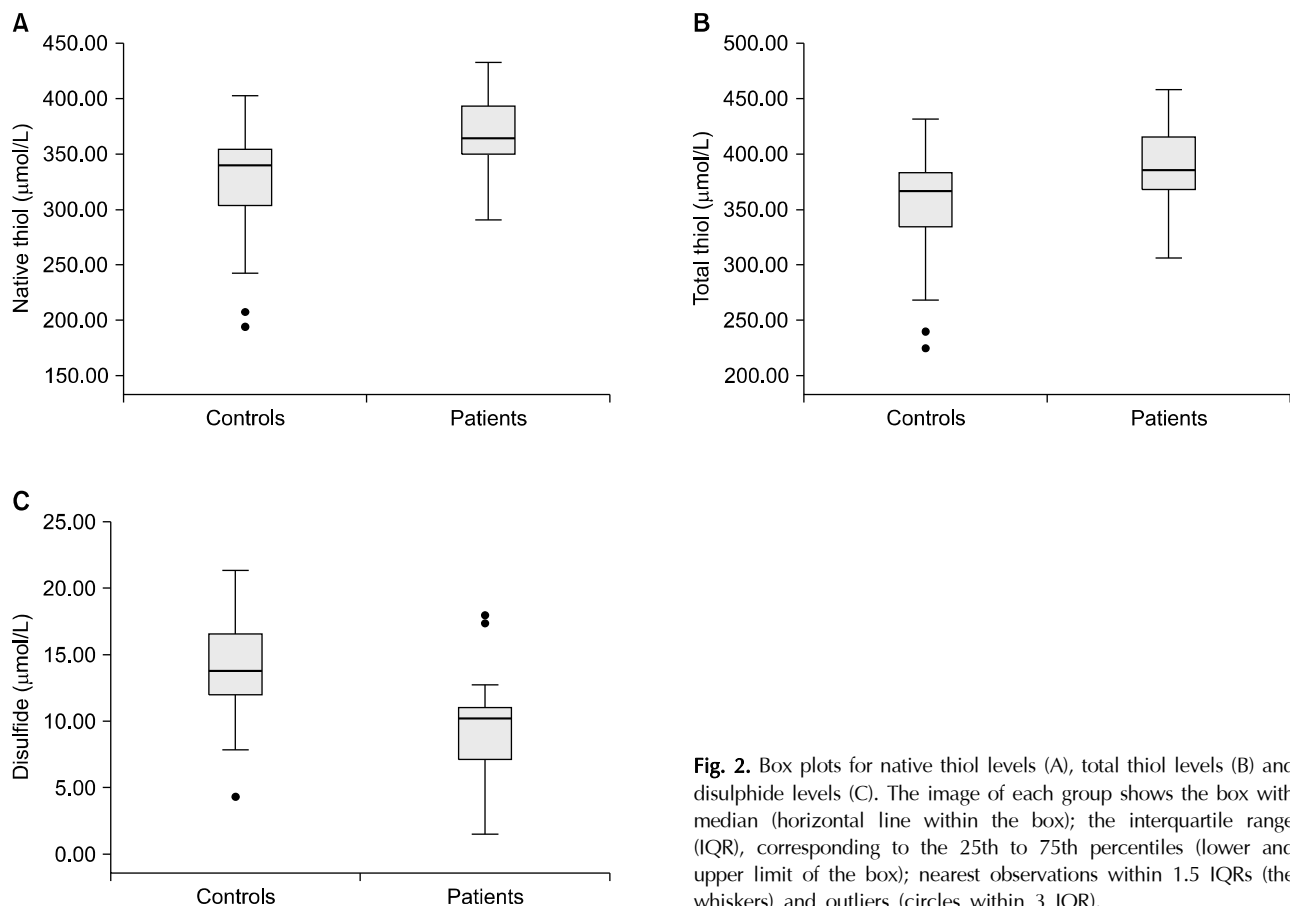 A
450.00
400.00
350.00
300.00
250.00
200.00
150.00
Native thiol (μmol/L)
Controls Patients
B
500.00
450.00
400.00
350.00
300.00
250.00
200.00
Total thiol (μmol/L)
Controls Patients
C
25.00
20.00
15.00
10.00
5.00
0.00
Disulfide (μmol/L)
Controls Patients
Fig. 2. Box plots for native thiol levels (A), total thiol levels (B) and
disulphide levels (C). The image of each group shows the box with
median (horizontal line within the box); the interquartile range
(IQR), corresponding to the 25th to 75th percentiles (lower and
upper limit of the box); nearest observations within 1.5 IQRs (the
whiskers) and outliers (circles within 3 IQR).